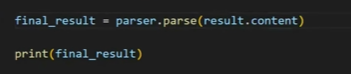 final_result = parser.parse(result.content)
print(final_result)